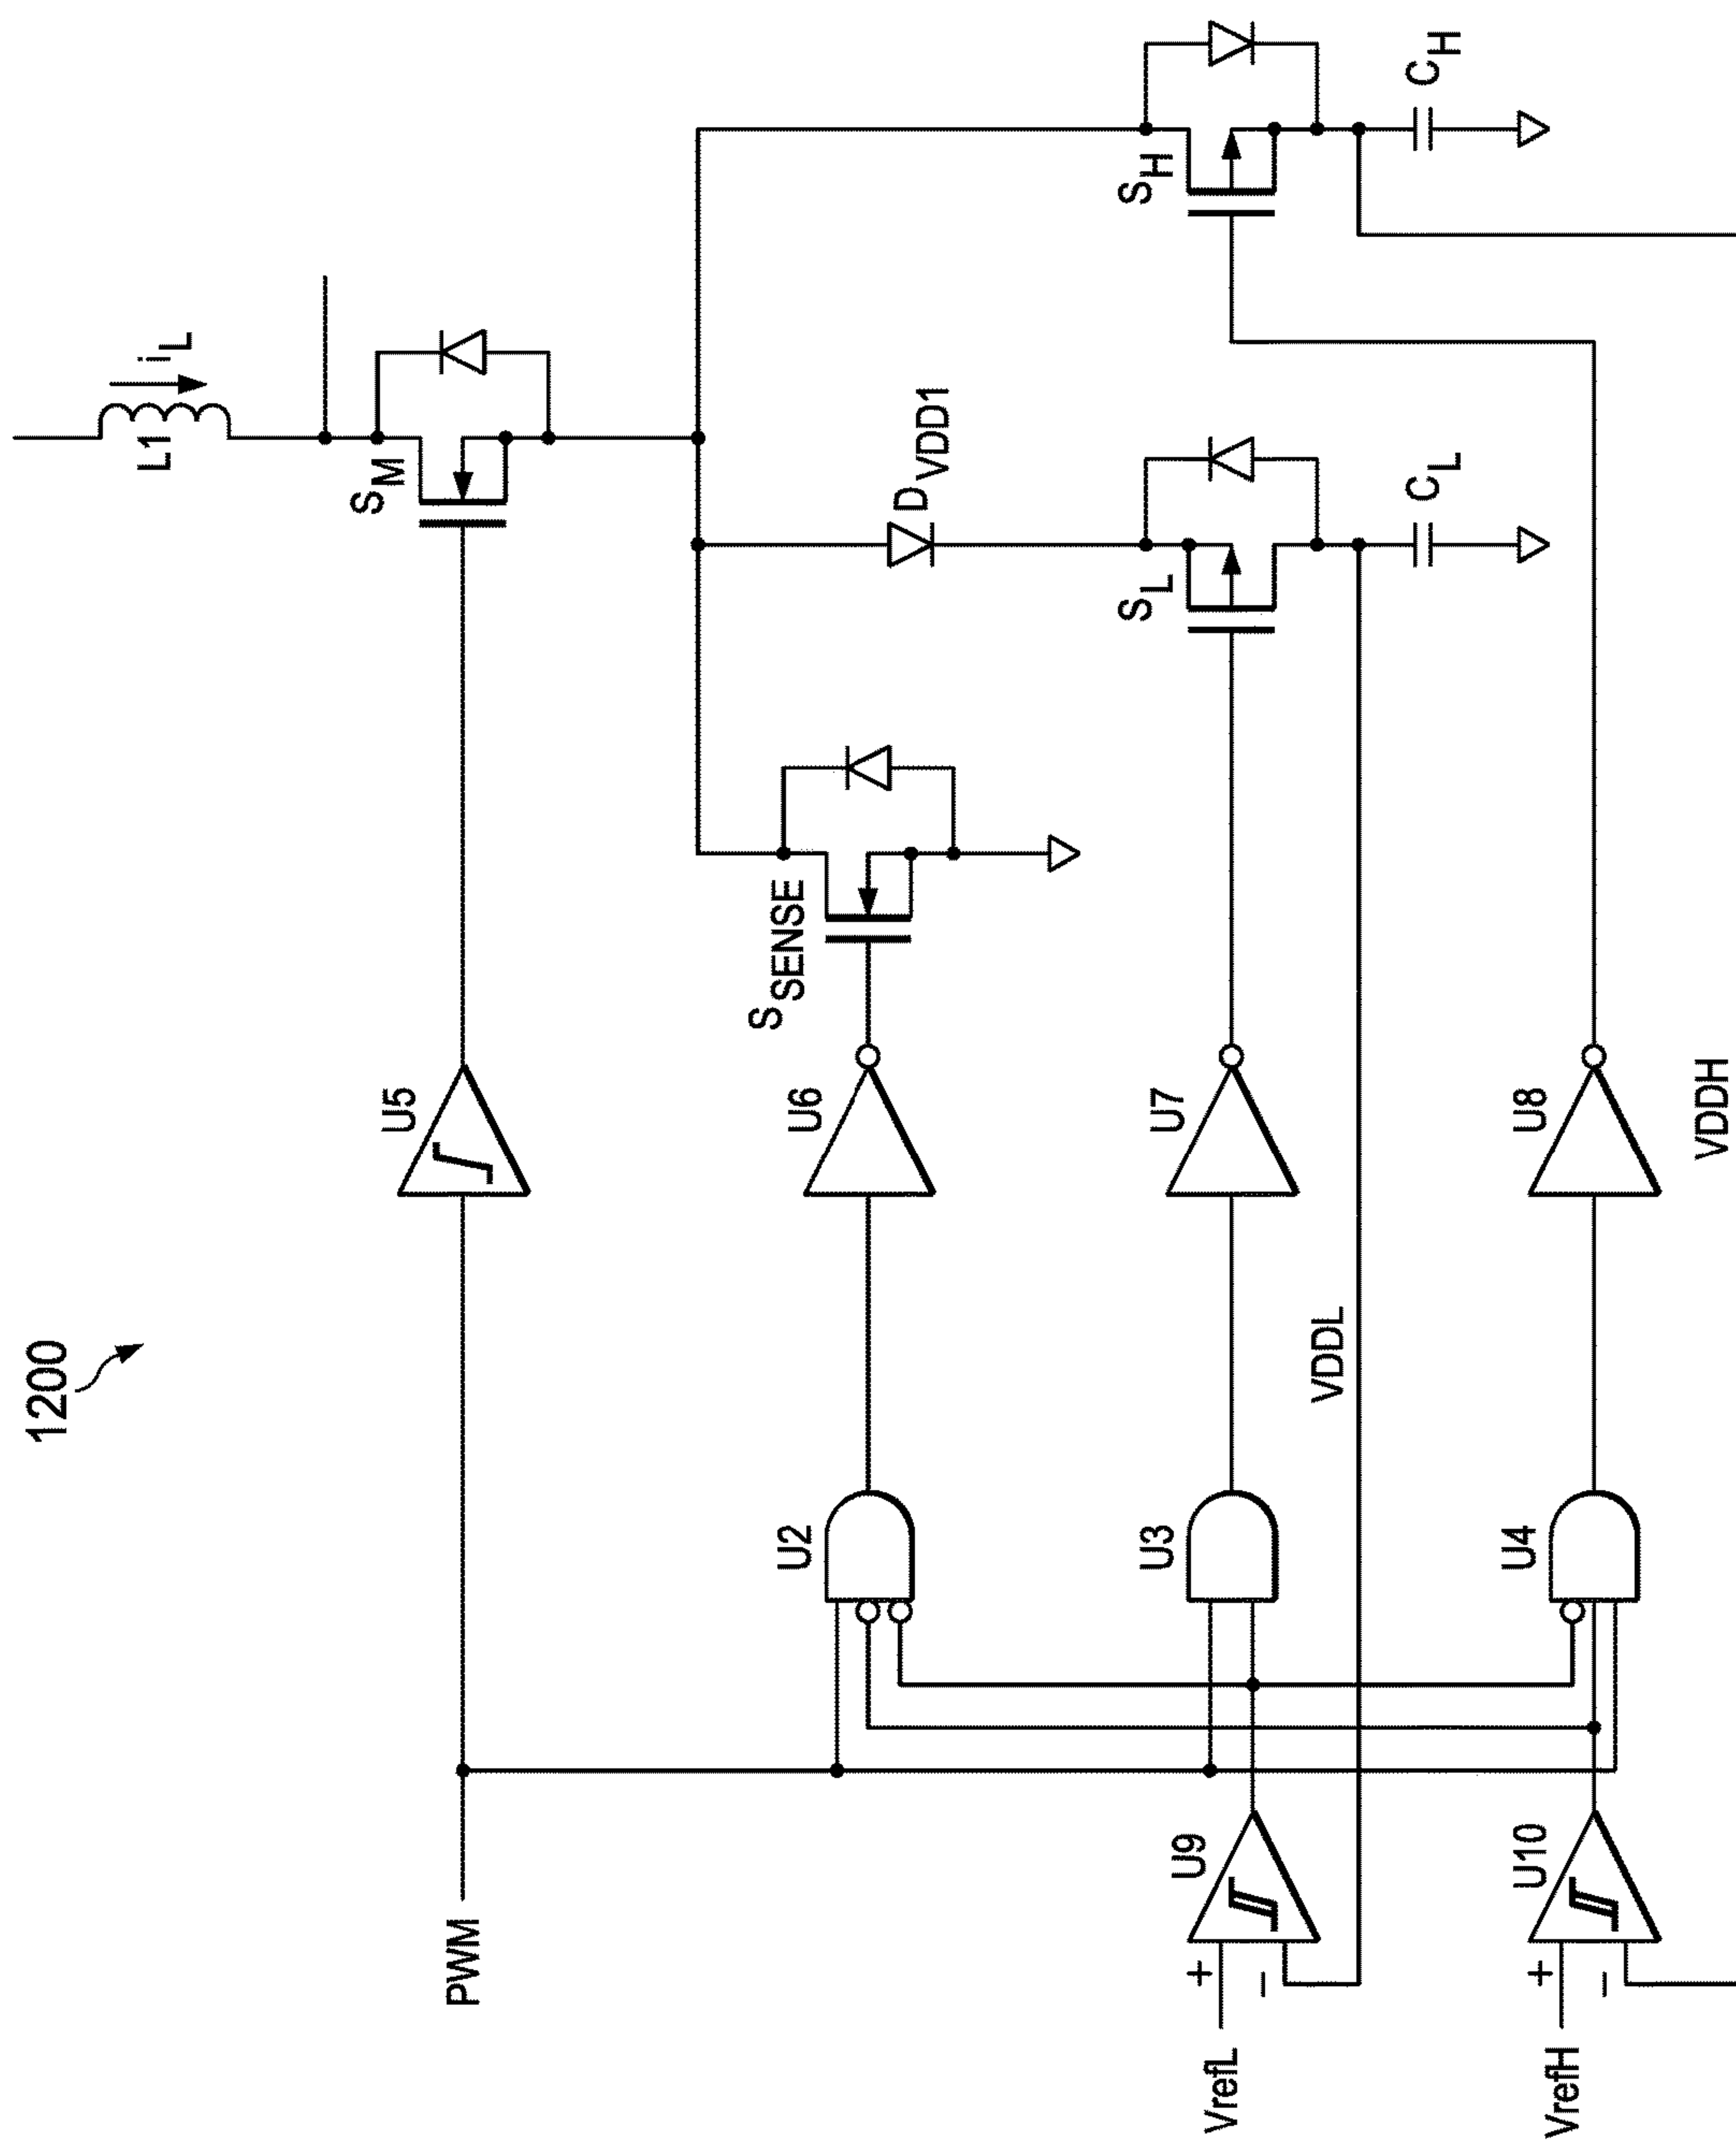 1200
L1
iL
SM
PWM
U5
SSENSE
U2
U6
DVDD1
SL
CL
U9
U3
U7
VrefL
+
−
VDDL
SH
CH
U10
U4
U8
VrefH
+
−
VDDH